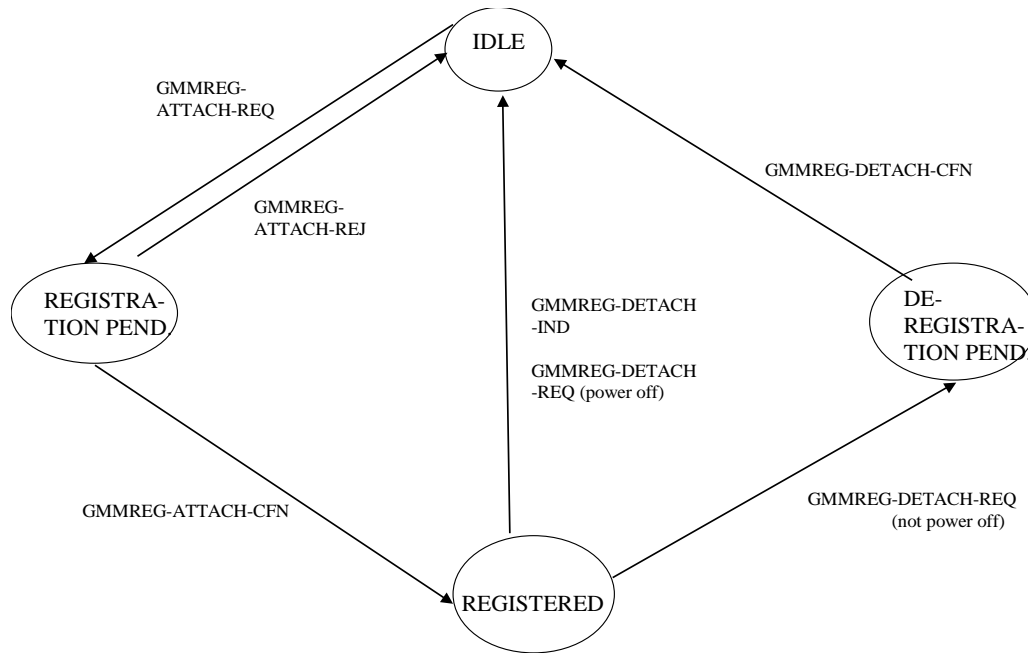 IDLE
GMMREG-
ATTACH-REQ
GMMREG-DETACH-CFN
GMMREG-
ATTACH-REJ
REGISTRA-
TION PEND.
GMMREG-DETACH
-IND
GMMREG-DETACH
-REQ (power off)
DE-
REGISTRA-
TION PEND.
GMMREG-ATTACH-CFN
GMMREG-DETACH-REQ
(not power off)
REGISTERED